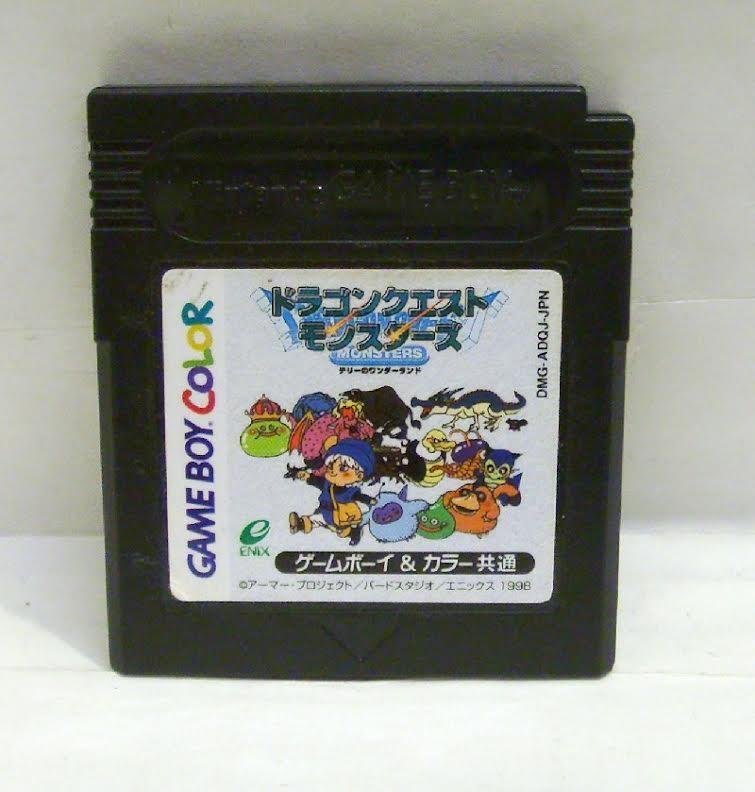 Nintendo GAME BOY
GAME BOY COLOR
ドラゴンクエスト
モンスターズ
MONSTERS
テリーのワンダーランド
DMG-ADQJ-JPN
ENIX
ゲームボーイ & カラー共通
©アーマー・プロジェクト/バードスタジオ/エニックス 1998